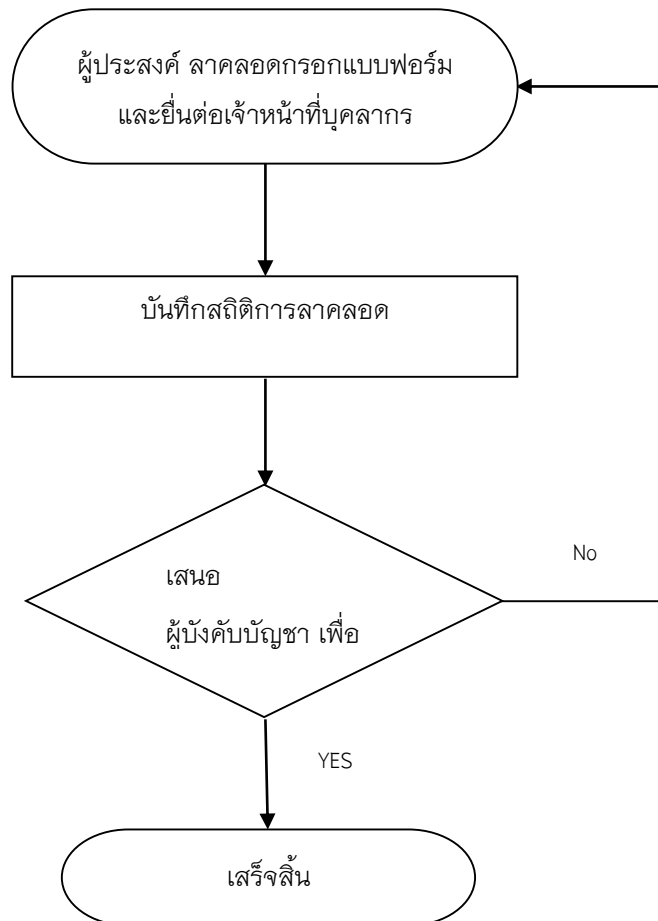 ผู้ประสงค์ ลาคลอดกรอกแบบฟอร์ม
และยื่นต่อเจ้าหน้าที่บุคลากร
บันทึกสถิติการลาคลอด
เสนอ
ผู้บังคับบัญชา เพื่อ
No
YES
เสร็จสิ้น